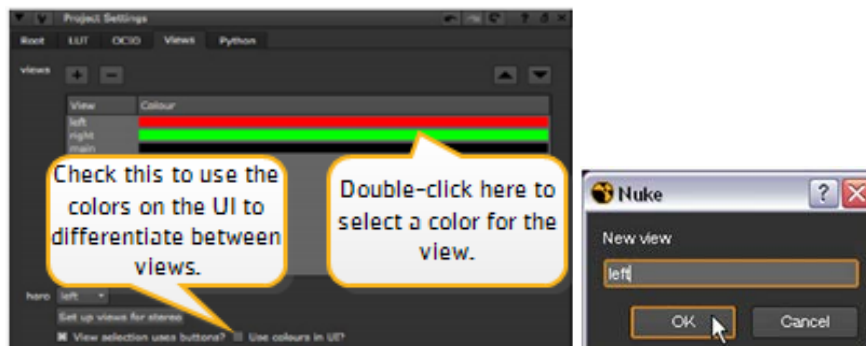 Project Settings
Root LUT OCIO Views Python
views
View Colour
left
right
main
Check this to use the
colors on the UI to
differentiate between
views.
Double-click here to
select a color for the
view.
hero left
Set up views for stereo
View selection uses buttons? Use colours in UI?
Nuke
New view
left
OK Cancel